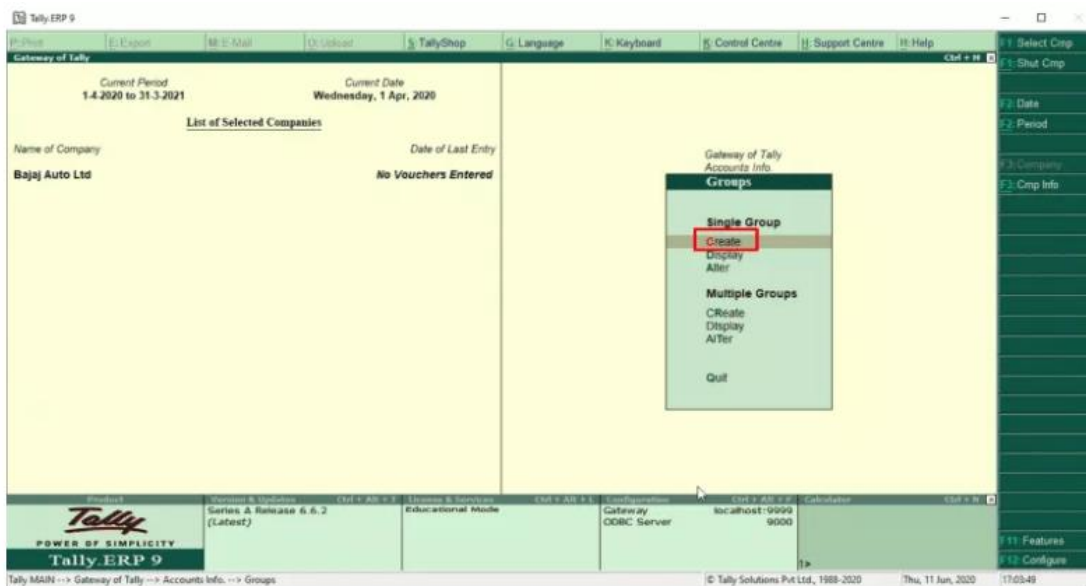 Tally.ERP 9
P: Print E: Export M: E-Mail O: Upload S: TallyShop G: Language K: Keyboard K: Control Centre H: Support Centre H: Help
F1: Select Cmp
F1: Shut Cmp
F2: Date
F2: Period
F3: Company
F3: Cmp Info
Gateway of Tally Ctrl + M
Current Period Current Date
1-4-2020 to 31-3-2021 Wednesday, 1 Apr, 2020
List of Selected Companies
Name of Company Date of Last Entry
Bajaj Auto Ltd No Vouchers Entered
Gateway of Tally
Accounts Info.
Groups
Single Group
Create
Display
Alter
Multiple Groups
CReate
DIsplay
AlTer
Quit
Product Version & Updates Ctrl + Alt + T License & Services Ctrl + Alt + L Configuration Ctrl + Alt + F Calculator Ctrl + N
Tally
POWER OF SIMPLICITY
Tally.ERP 9
Series A Release 6.6.2
(Latest)
Educational Mode
Gateway localhost:9999
ODBC Server 9000
1>
F11: Features
F12: Configure
Tally MAIN --> Gateway of Tally --> Accounts Info. --> Groups © Tally Solutions Pvt Ltd., 1988-2020 Thu, 11 Jun, 2020 17:03:49